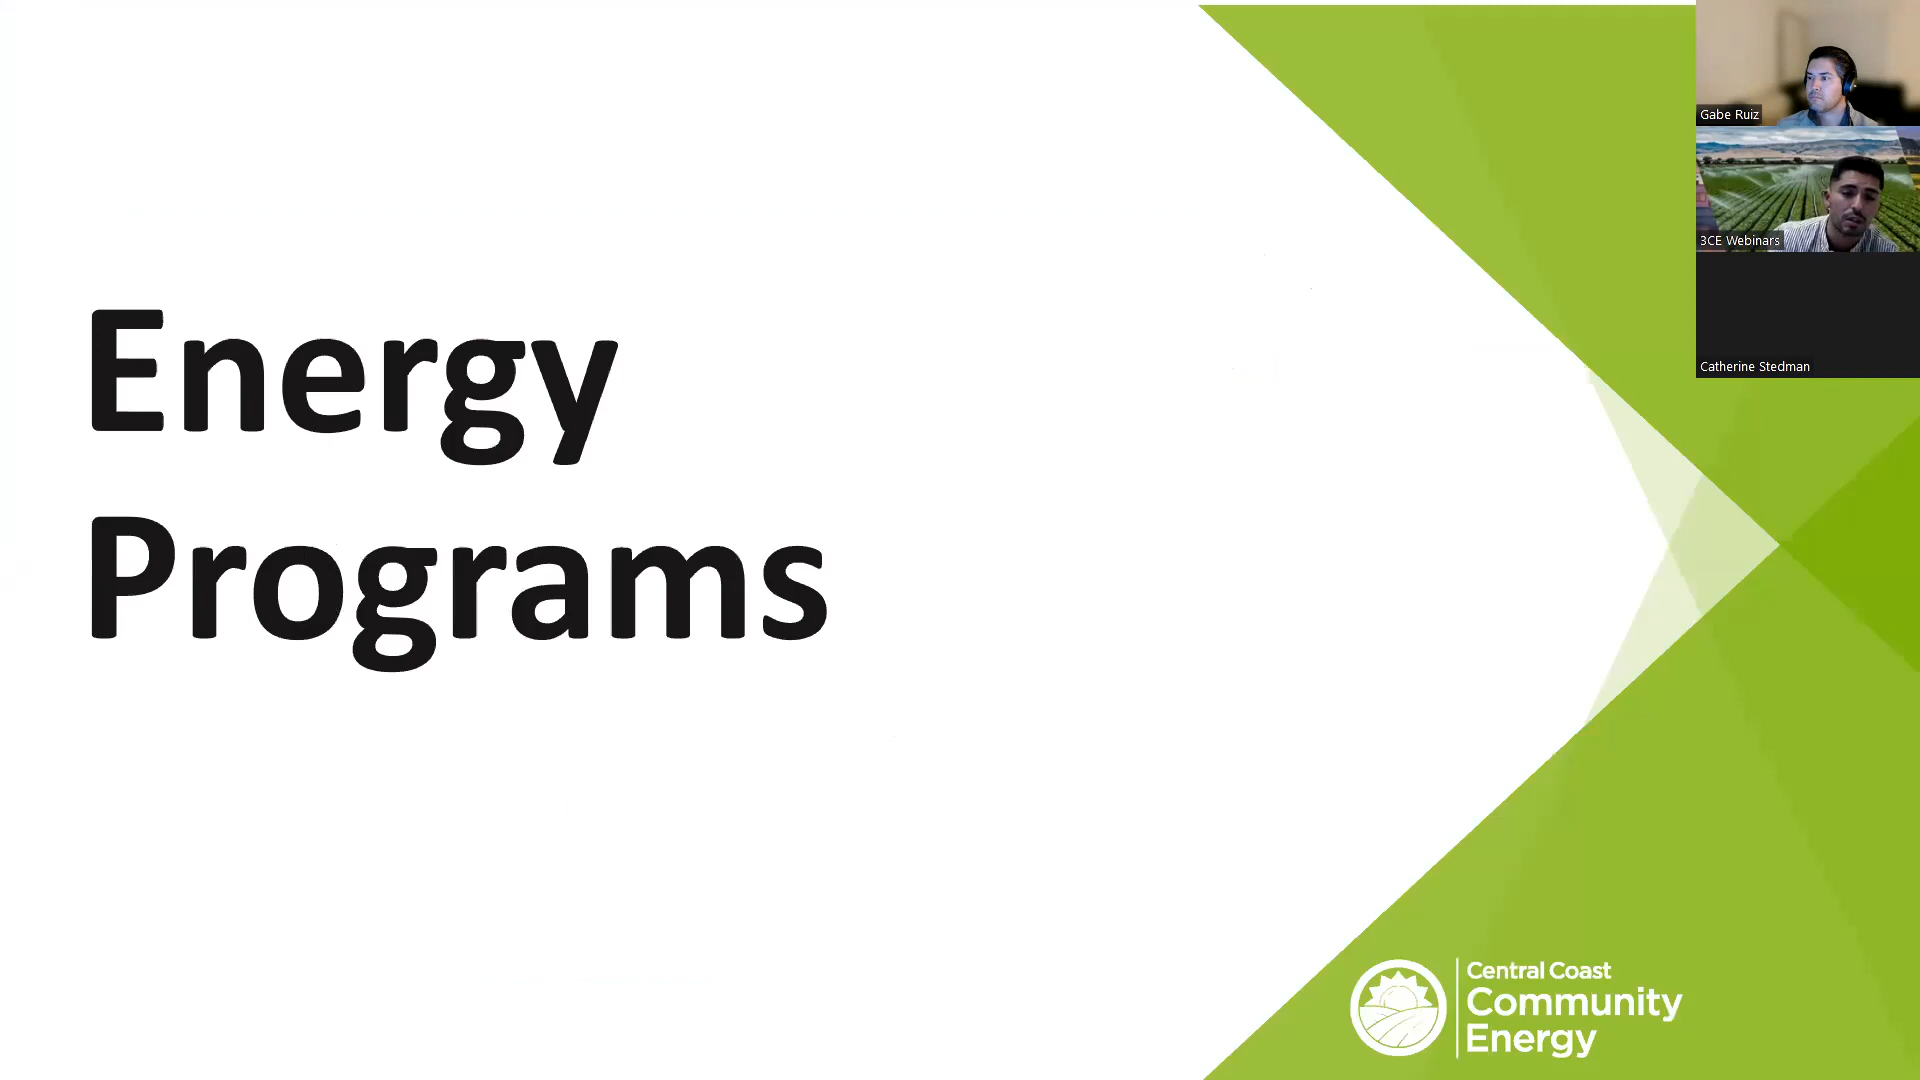 Energy
Programs
Gabe Ruiz
3CE Webinars
Catherine Stedman
Central Coast
Community
Energy